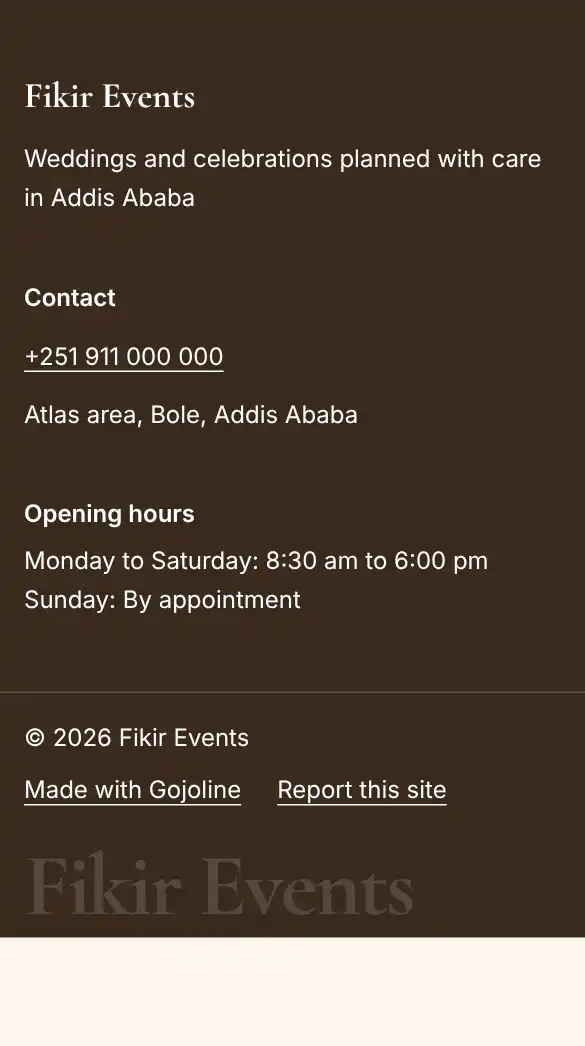 Fikir Events
Weddings and celebrations planned with care
in Addis Ababa
Contact
+251 911 000 000
Atlas area, Bole, Addis Ababa
Opening hours
Monday to Saturday: 8:30 am to 6:00 pm
Sunday: By appointment
© 2026 Fikir Events
Made with Gojoline Report this site
Fikir Events